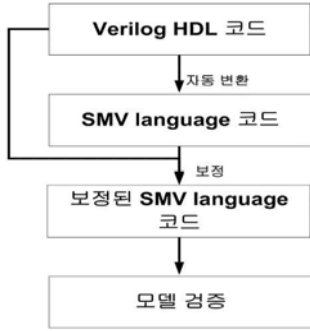 Verilog HDL 코드
자동 변환
SMV language 코드
보정
보정된 SMV language
코드
모델 검증